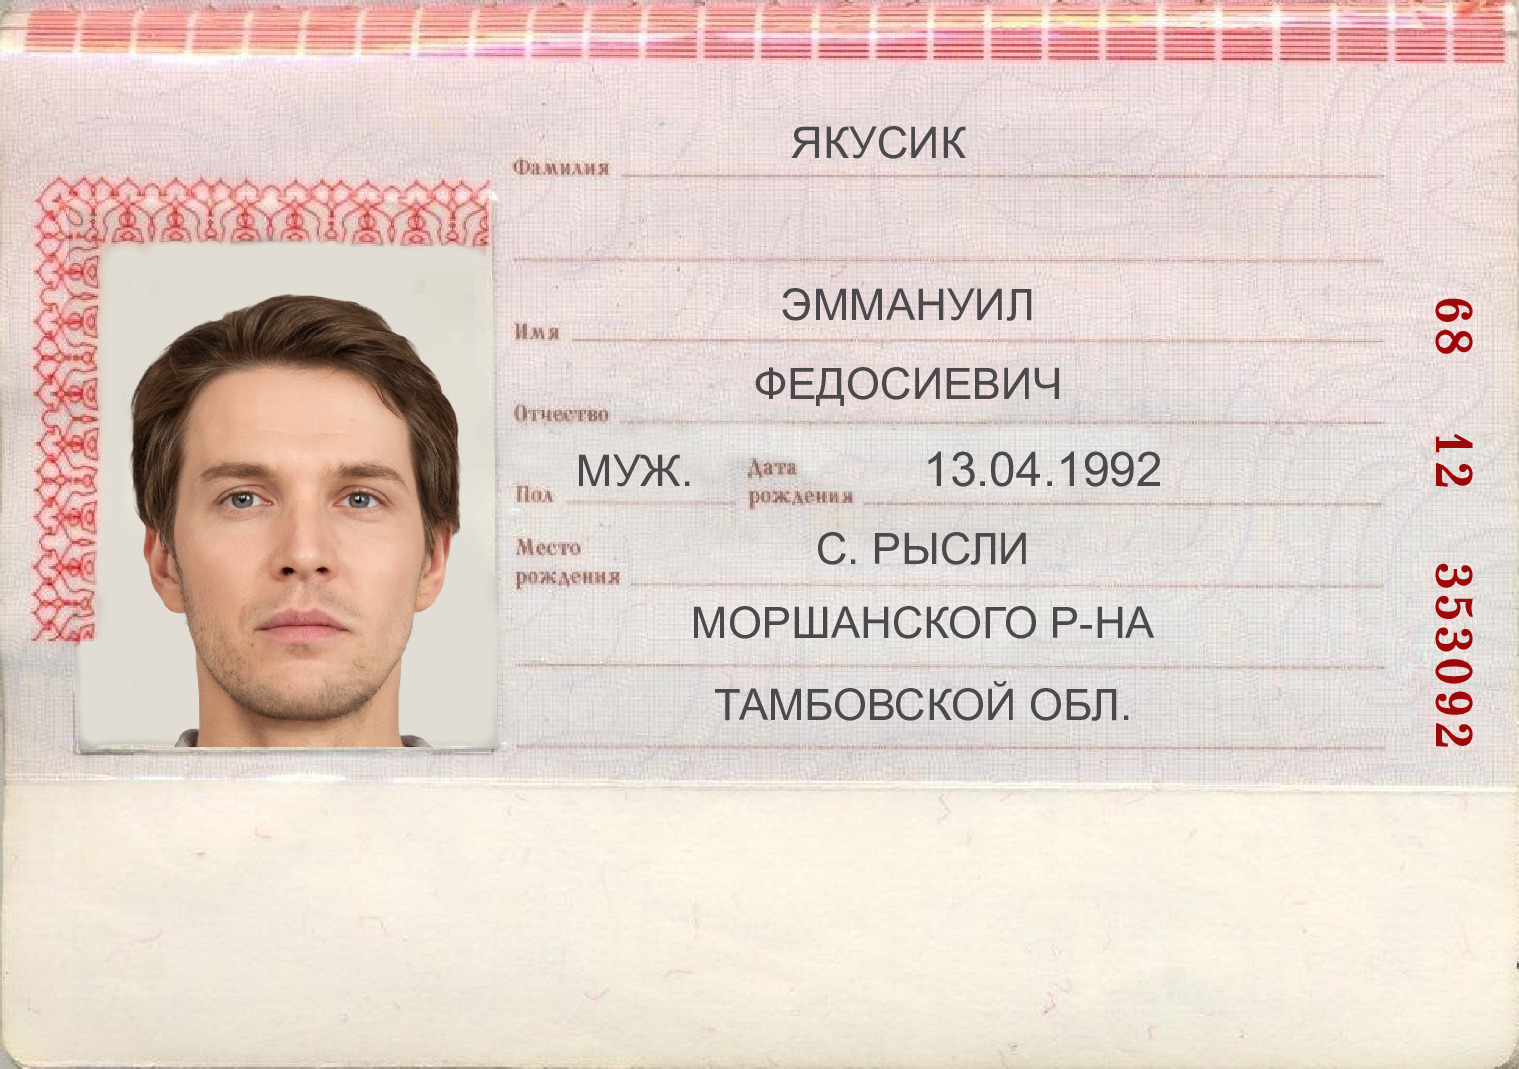 ЯКУСИК
Фамилия
ЭММАНУИЛ
Имя
ФЕДОСИЕВИЧ
Отчество
МУЖ. Дата 13.04.1992
Пол рождения
Место С. РЫСЛИ
рождения
МОРШАНСКОГО Р-НА
ТАМБОВСКОЙ ОБЛ.
68 12 353092